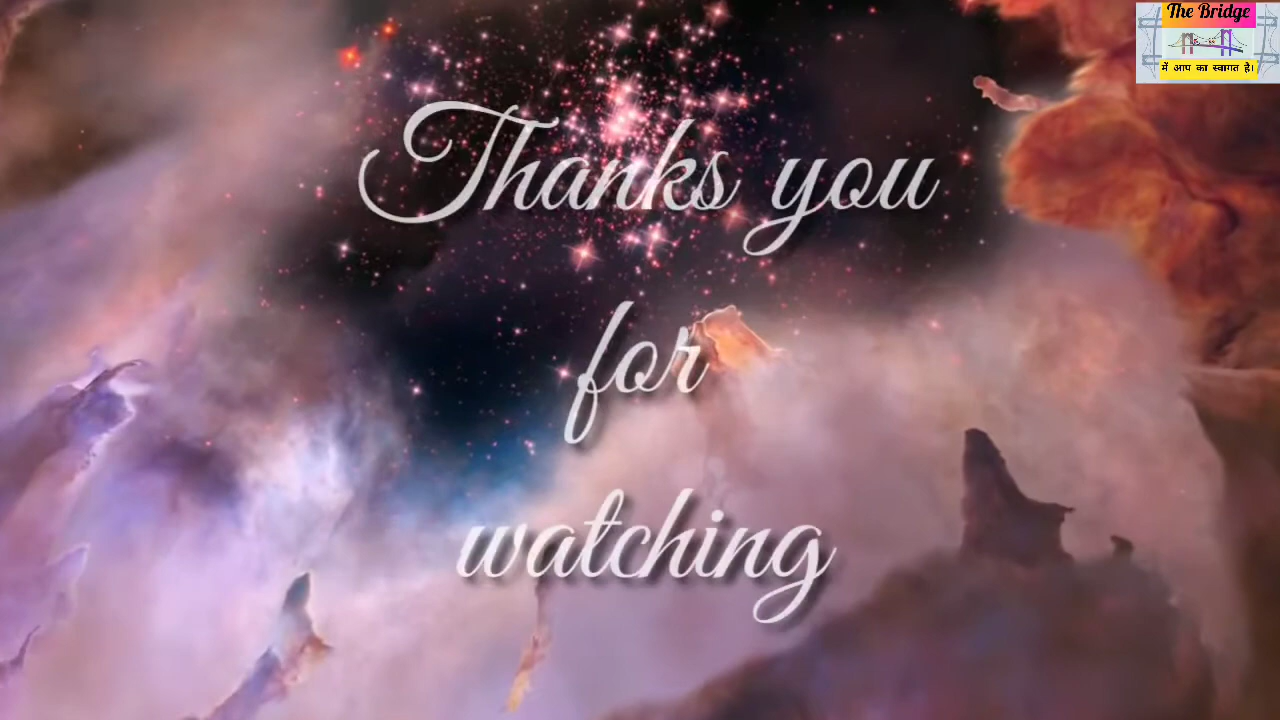 The Bridge
में आप का स्वागत है।
Thanks you
for
watching